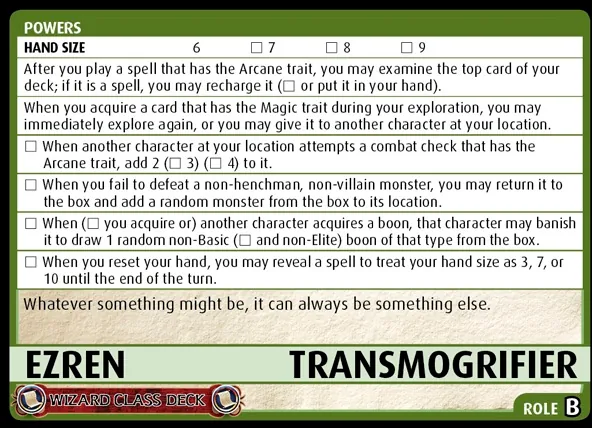 POWERS
HAND SIZE 6 ☐ 7 ☐ 8 ☐ 9
After you play a spell that has the Arcane trait, you may examine the top card of your
deck; if it is a spell, you may recharge it (☐ or put it in your hand).
When you acquire a card that has the Magic trait during your exploration, you may
immediately explore again, or you may give it to another character at your location.
☐ When another character at your location attempts a combat check that has the
Arcane trait, add 2 (☐ 3) (☐ 4) to it.
☐ When you fail to defeat a non-henchman, non-villain monster, you may return it to
the box and add a random monster from the box to its location.
☐ When (☐ you acquire or) another character acquires a boon, that character may banish
it to draw 1 random non-Basic (☐ and non-Elite) boon of that type from the box.
☐ When you reset your hand, you may reveal a spell to treat your hand size as 3, 7, or
10 until the end of the turn.
Whatever something might be, it can always be something else.
EZREN TRANSMOGRIFIER
WIZARD CLASS DECK
ROLE B